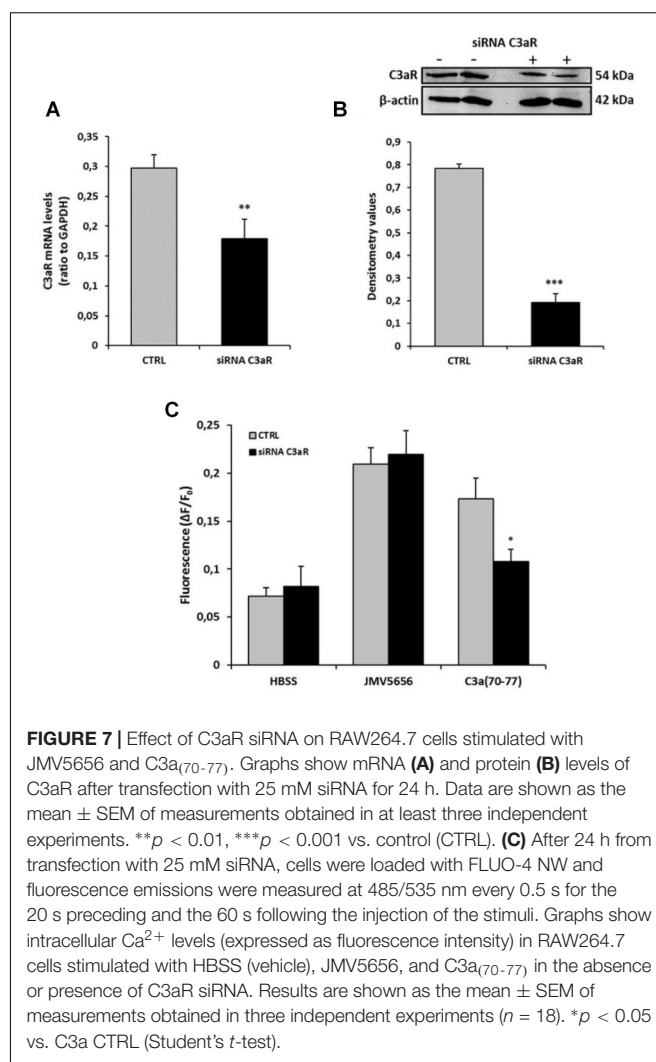 siRNA C3aR
- - + +
C3aR 54 kDa
β-actin 42 kDa
A
0,35
0,3
0,25
0,2
0,15
0,1
0,05
0
C3aR mRNA levels
(ratio to GAPDH)
**
CTRL siRNA C3aR
B
0,9
0,8
0,7
0,6
0,5
0,4
0,3
0,2
0,1
0
Densitometry values
***
CTRL siRNA C3aR
C
0,25
0,2
0,15
0,1
0,05
0
Fluorescence (ΔF/F₀)
CTRL
siRNA C3aR
*
HBSS JMV5656 C3a(70-77)
FIGURE 7 | Effect of C3aR siRNA on RAW264.7 cells stimulated with
JMV5656 and C3a(70-77). Graphs show mRNA (A) and protein (B) levels of
C3aR after transfection with 25 mM siRNA for 24 h. Data are shown as the
mean ± SEM of measurements obtained in at least three independent
experiments. **p < 0.01, ***p < 0.001 vs. control (CTRL). (C) After 24 h from
transfection with 25 mM siRNA, cells were loaded with FLUO-4 NW and
fluorescence emissions were measured at 485/535 nm every 0.5 s for the
20 s preceding and the 60 s following the injection of the stimuli. Graphs show
intracellular Ca²⁺ levels (expressed as fluorescence intensity) in RAW264.7
cells stimulated with HBSS (vehicle), JMV5656, and C3a(70-77) in the absence
or presence of C3aR siRNA. Results are shown as the mean ± SEM of
measurements obtained in three independent experiments (n = 18). *p < 0.05
vs. C3a CTRL (Student's t-test).